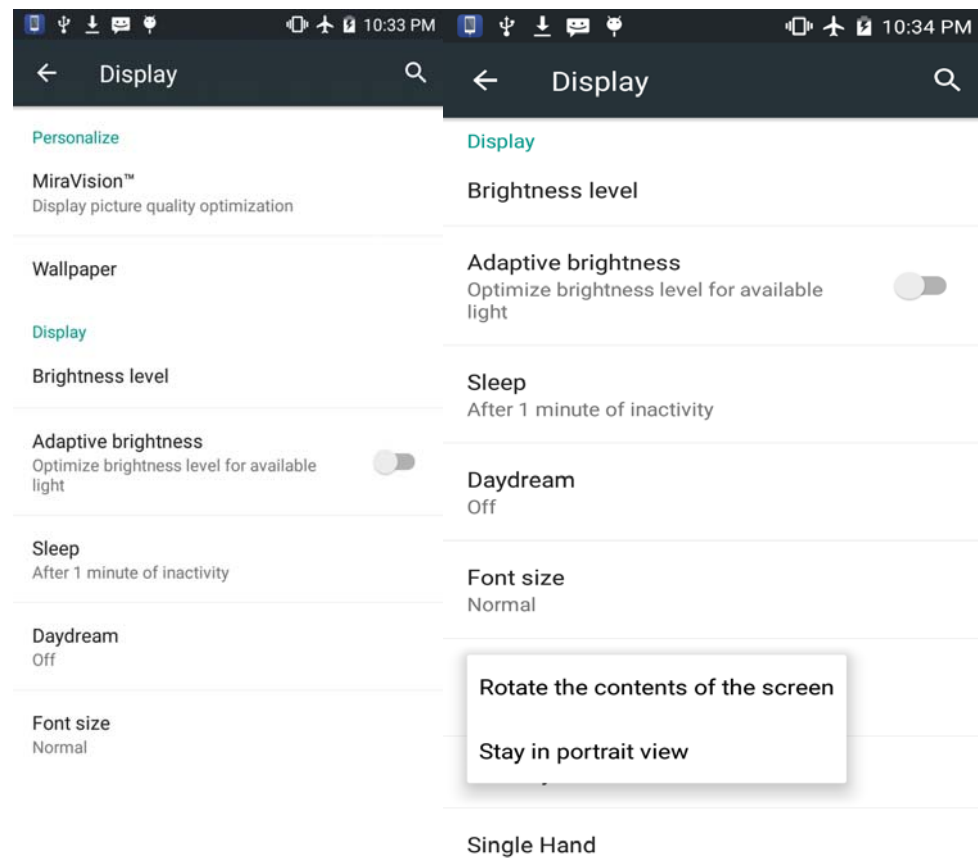 10:33 PM
Display
Personalize
MiraVision™
Display picture quality optimization
Wallpaper
Display
Brightness level
Adaptive brightness
Optimize brightness level for available
light
Sleep
After 1 minute of inactivity
Daydream
Off
Font size
Normal
10:34 PM
Display
Display
Brightness level
Adaptive brightness
Optimize brightness level for available
light
Sleep
After 1 minute of inactivity
Daydream
Off
Font size
Normal
Rotate the contents of the screen
Stay in portrait view
Single Hand